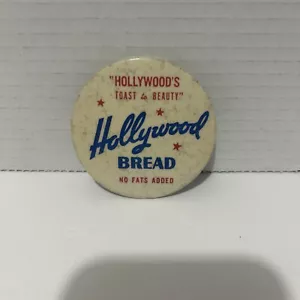 "HOLLYWOOD'S
TOAST to BEAUTY"
Hollywood
BREAD
NO FATS ADDED